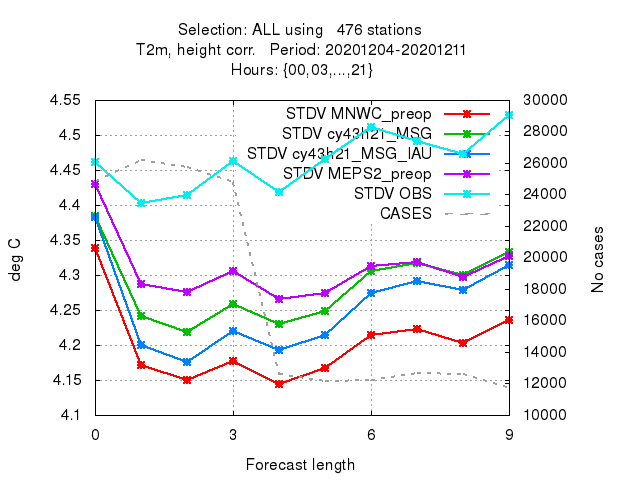 Selection: ALL using   476 stations
T2m, height corr.   Period: 20201204-20201211
Hours: {00,03,...,21}
4.55
4.5
4.45
4.4
4.35
4.3
4.25
4.2
4.15
4.1
deg C
STDV MNWC_preop
STDV cy43h21_MSG
STDV cy43h21_MSG_IAU
STDV MEPS2_preop
STDV OBS
CASES
30000
28000
26000
24000
22000
20000
18000
16000
14000
12000
10000
No cases
0 3 6 9
Forecast length